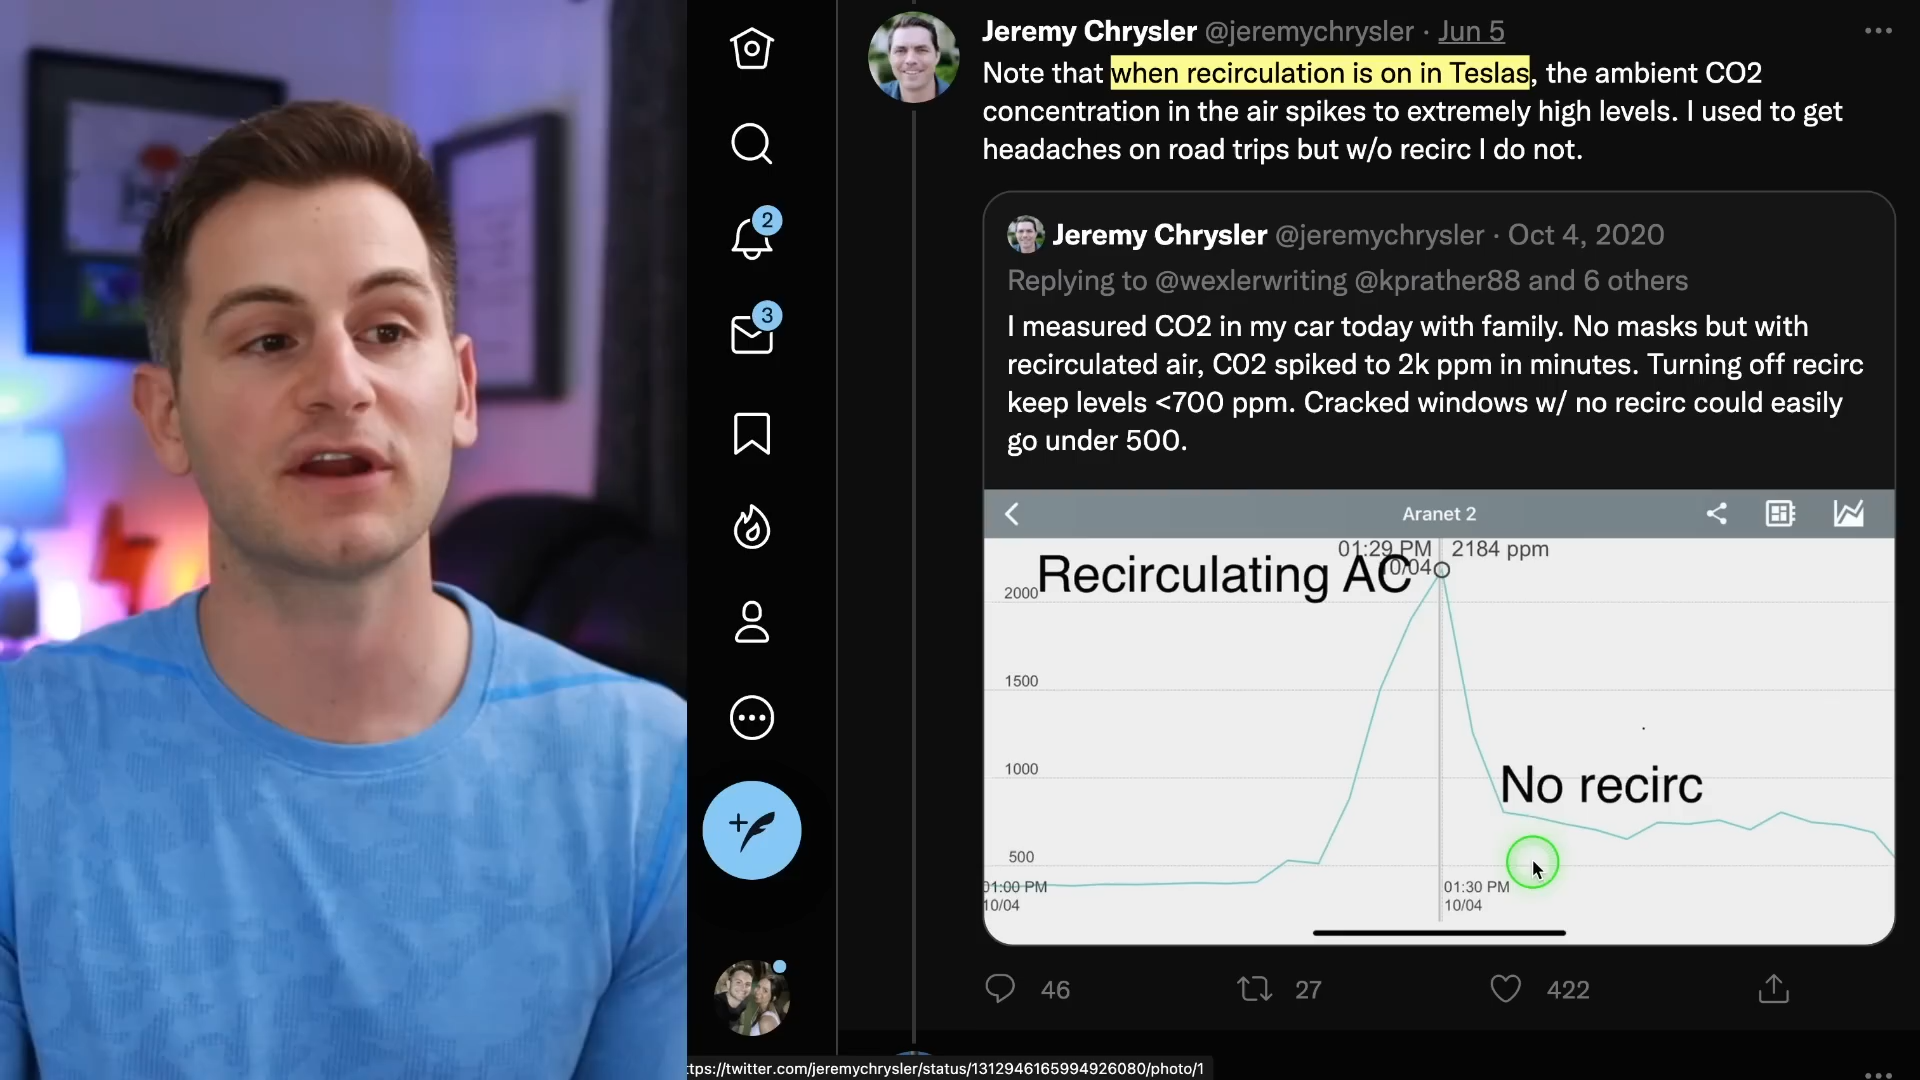 2
3
Jeremy Chrysler @jeremychrysler · Jun 5
Note that when recirculation is on in Teslas, the ambient CO2
concentration in the air spikes to extremely high levels. I used to get
headaches on road trips but w/o recirc I do not.
Jeremy Chrysler @jeremychrysler · Oct 4, 2020
Replying to @wexlerwriting @kprather88 and 6 others
I measured CO2 in my car today with family. No masks but with
recirculated air, C02 spiked to 2k ppm in minutes. Turning off recirc
keep levels <700 ppm. Cracked windows w/ no recirc could easily
go under 500.
Aranet 2
01:29 PM 2184 ppm
10/04
Recirculating AC
2000
1500
1000
No recirc
500
01:00 PM 01:30 PM
10/04 10/04
46 27 422
ttps://twitter.com/jeremychrysler/status/1312946165994926080/photo/1